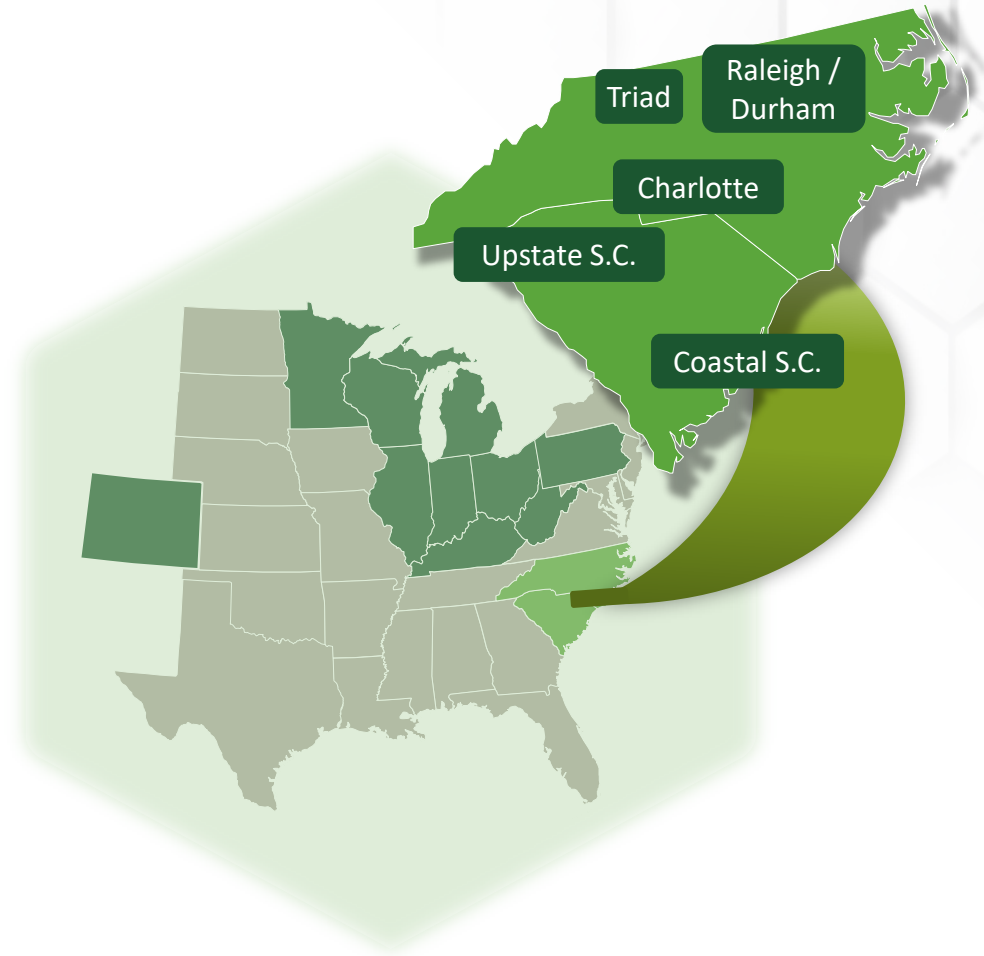 Triad
Raleigh /
Durham
Charlotte
Upstate S.C.
Coastal S.C.